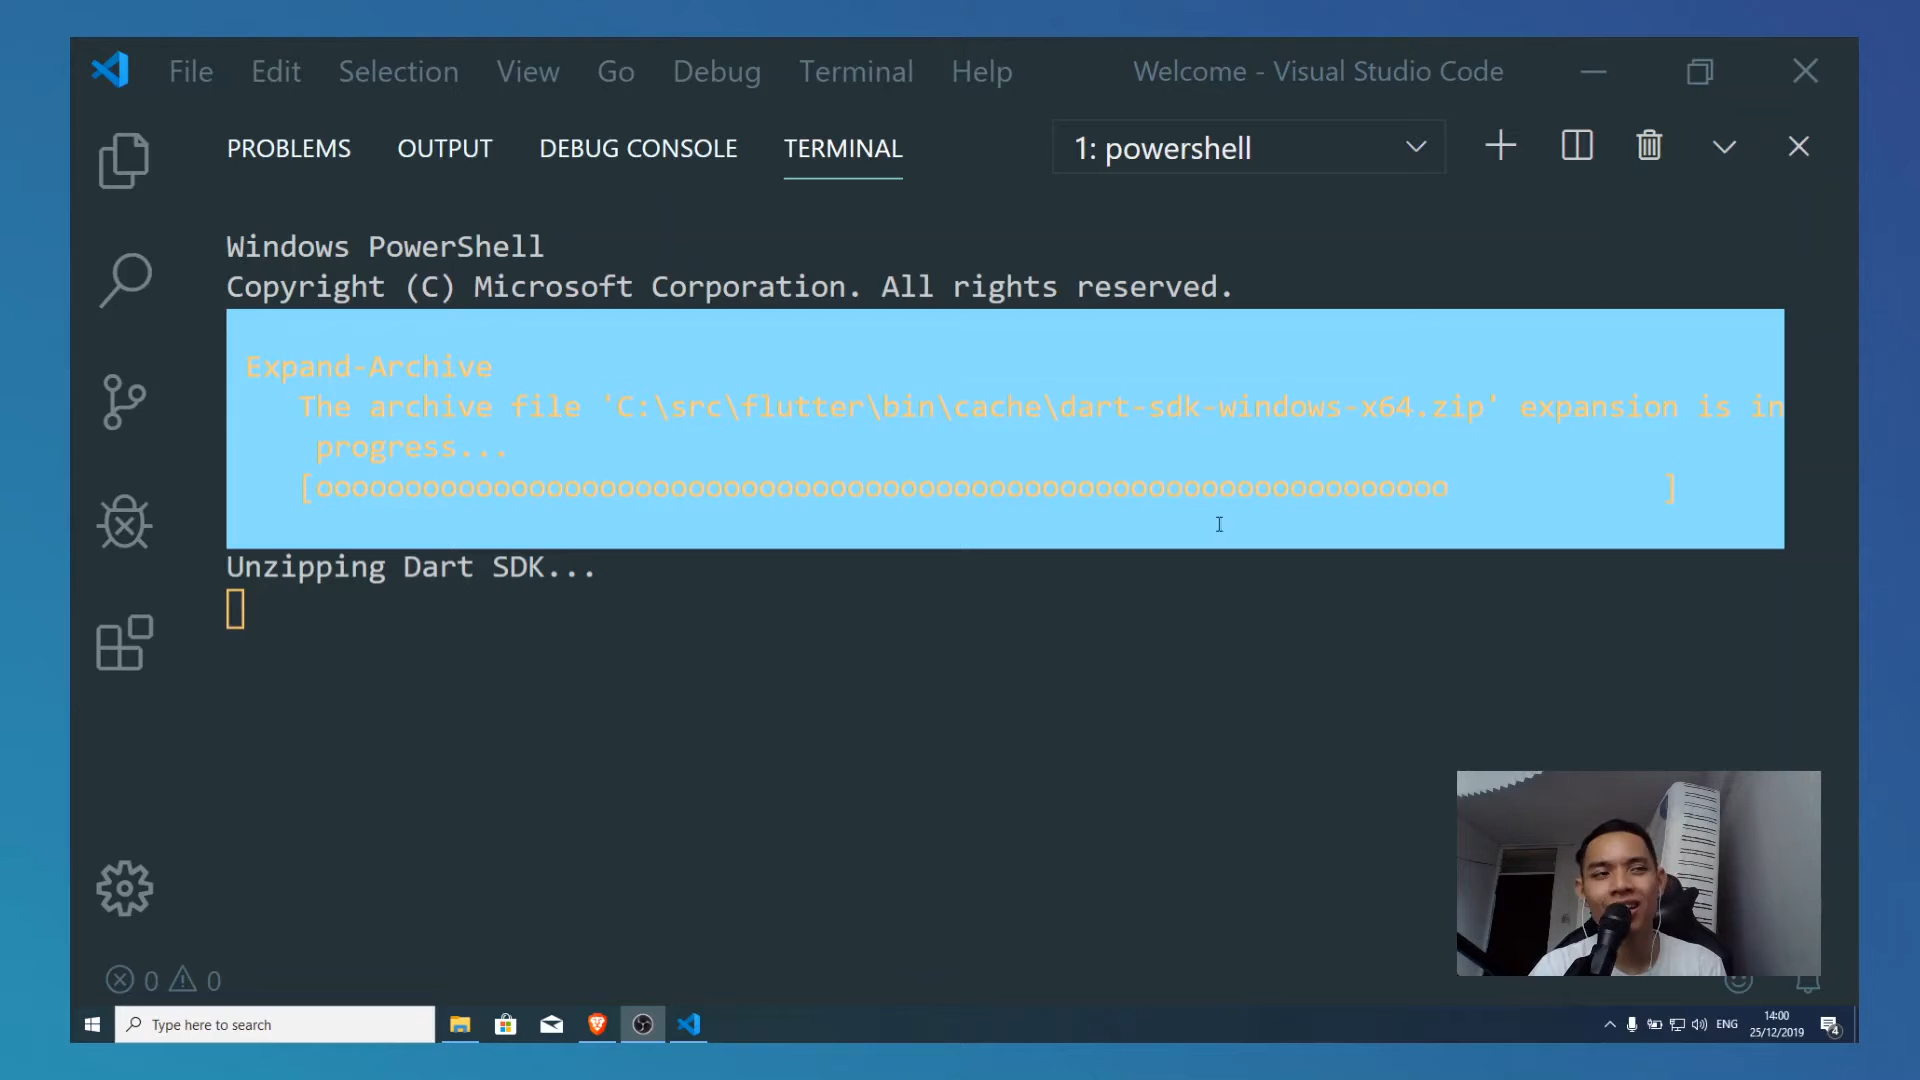 File Edit Selection View Go Debug Terminal Help Welcome - Visual Studio Code
PROBLEMS OUTPUT DEBUG CONSOLE TERMINAL 1: powershell
Windows PowerShell
Copyright (C) Microsoft Corporation. All rights reserved.
Expand-Archive
The archive file 'C:\src\flutter\bin\cache\dart-sdk-windows-x64.zip' expansion is in
progress...
[oooooooooooooooooooooooooooooooooooooooooooooooooooooooooooooooo            ]
Unzipping Dart SDK...
0 0
Type here to search ENG 14:00
25/12/2019 4